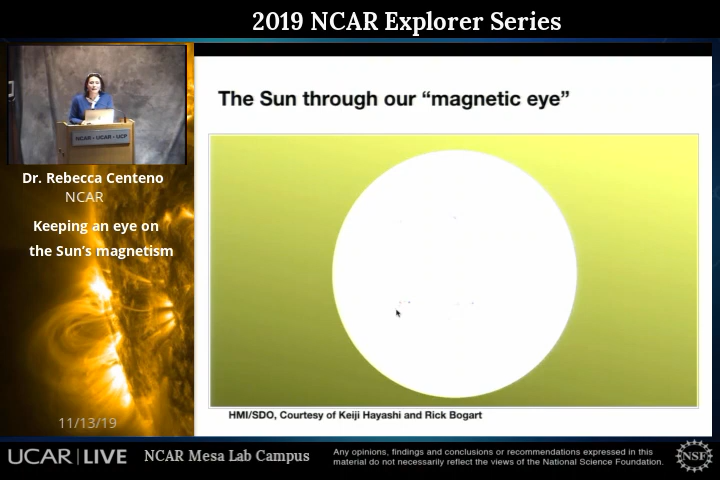 2019 NCAR Explorer Series
The Sun through our “magnetic eye”
NCAR • UCAR • UCP
Dr. Rebecca Centeno
NCAR
Keeping an eye on
the Sun’s magnetism
11/13/19
HMI/SDO, Courtesy of Keiji Hayashi and Rick Bogart
UCAR | LIVE
NCAR Mesa Lab Campus
Any opinions, findings and conclusions or recommendations expressed in this
material do not necessarily reflect the views of the National Science Foundation.
NSF